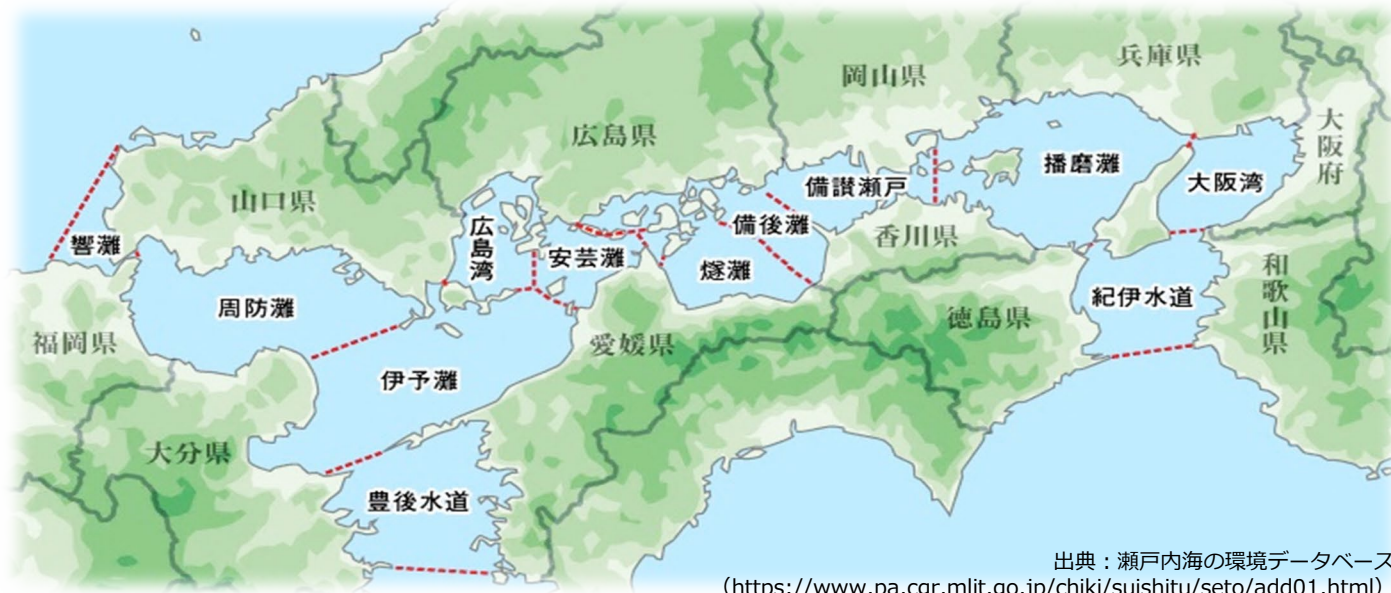 兵庫県
岡山県
大阪府
広島県
播磨灘
備讃瀬戸
大阪湾
山口県
広島湾
備後灘
香川県
響灘
安芸灘
燧灘
和歌山県
周防灘
紀伊水道
徳島県
福岡県
愛媛県
伊予灘
大分県
豊後水道
出典：瀬戸内海の環境データベース
（https://www.pa.cgr.mlit.go.jp/chiki/suishitu/seto/add01.html）